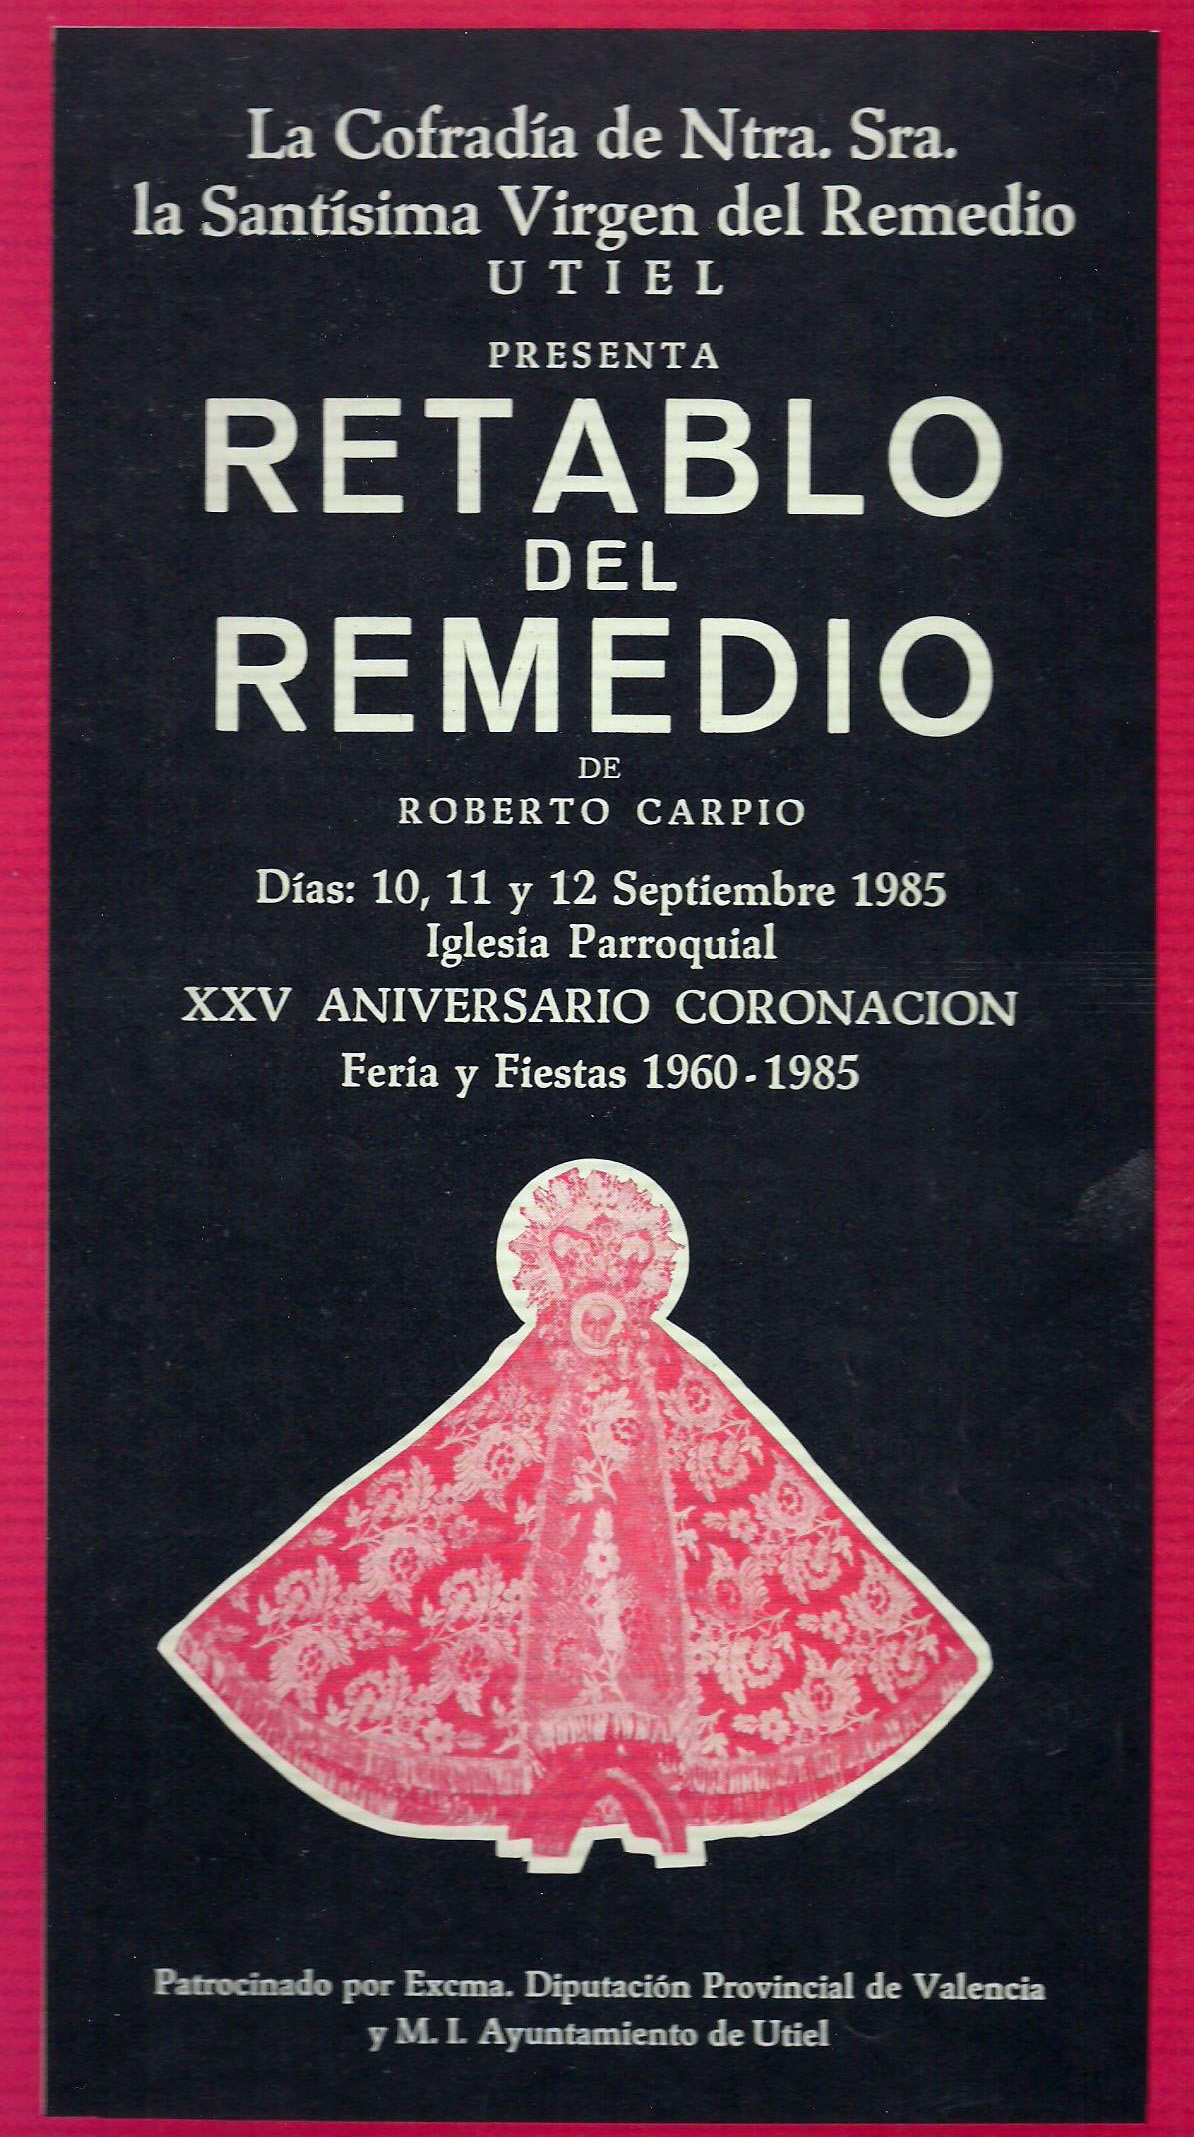 La Cofradía de Ntra. Sra.
la Santísima Virgen del Remedio
UTIEL
PRESENTA
RETABLO
DEL
REMEDIO
DE
ROBERTO CARPIO
Días: 10, 11 y 12 Septiembre 1985
Iglesia Parroquial
XXV ANIVERSARIO CORONACION
Feria y Fiestas 1960-1985
Patrocinado por Excma. Diputación Provincial de Valencia
y M. I. Ayuntamiento de Utiel